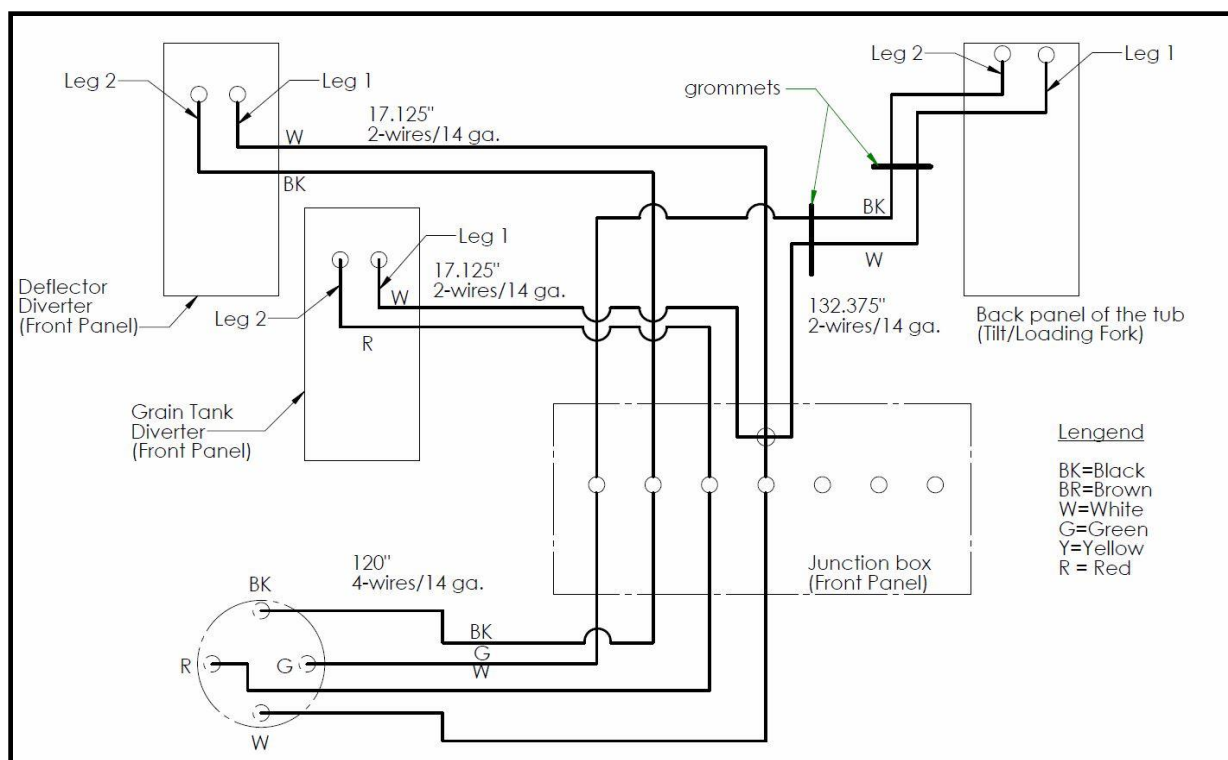 Leg 2
Leg 1
17.125"
2-wires/14 ga.
W
BK
Deflector
Diverter
(Front Panel)
Leg 1
17.125"
2-wires/14 ga.
W
Leg 2
R
Grain Tank
Diverter
(Front Panel)
grommets
Leg 2
Leg 1
BK
W
132.375"
2-wires/14 ga.
Back panel of the tub
(Tilt/Loading Fork)
Junction box
(Front Panel)
Lengend
BK=Black
BR=Brown
W=White
G=Green
Y=Yellow
R = Red
120"
4-wires/14 ga.
BK
R
G
W
BK
G
W